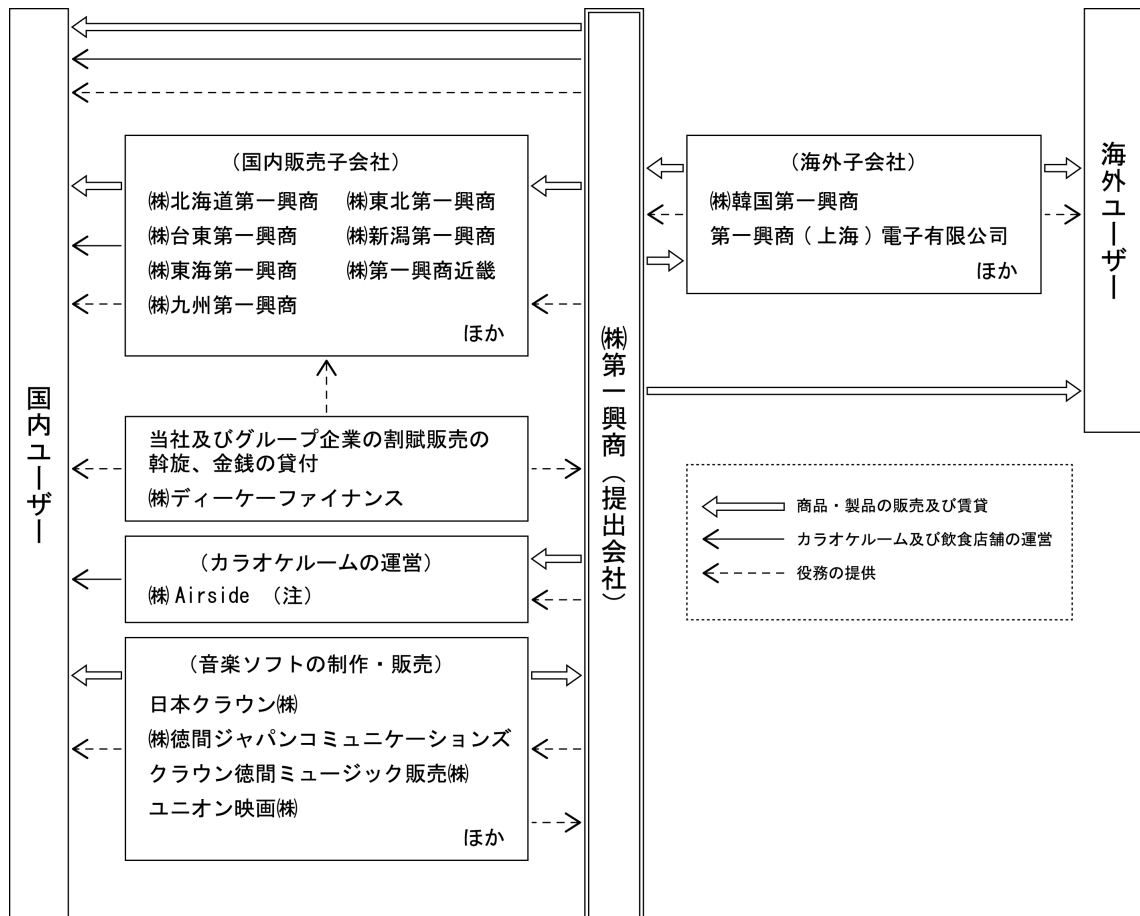 国内ユーザー
（国内販売子会社）
㈱北海道第一興商　㈱東北第一興商
㈱台東第一興商　㈱新潟第一興商
㈱東海第一興商　㈱第一興商近畿
㈱九州第一興商
ほか
当社及びグループ企業の割賦販売の
斡旋、金銭の貸付
㈱ディーケーファイナンス
（カラオケルームの運営）
㈱Airside （注）
（音楽ソフトの制作・販売）
日本クラウン㈱
㈱徳間ジャパンコミュニケーションズ
クラウン徳間ミュージック販売㈱
ユニオン映画㈱
ほか
㈱第一興商（提出会社）
（海外子会社）
㈱韓国第一興商
第一興商（上海）電子有限公司
ほか
海外ユーザー
商品・製品の販売及び賃貸
カラオケルーム及び飲食店舗の運営
役務の提供